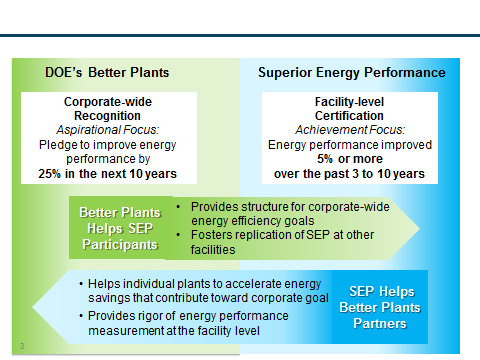 DOE's Better Plants
Superior Energy Performance
Corporate-wide
Recognition
Aspirational Focus:
Pledge to improve energy
performance by
25% in the next 10 years
Facility-level
Certification
Achievement Focus:
Energy performance improved
5% or more
over the past 3 to 10 years
Better Plants
Helps SEP
Participants
• Provides structure for corporate-wide
energy efficiency goals
• Fosters replication of SEP at other
facilities
• Helps individual plants to accelerate energy
savings that contribute toward corporate goal
• Provides rigor of energy performance
measurement at the facility level
SEP Helps
Better Plants
Partners
3